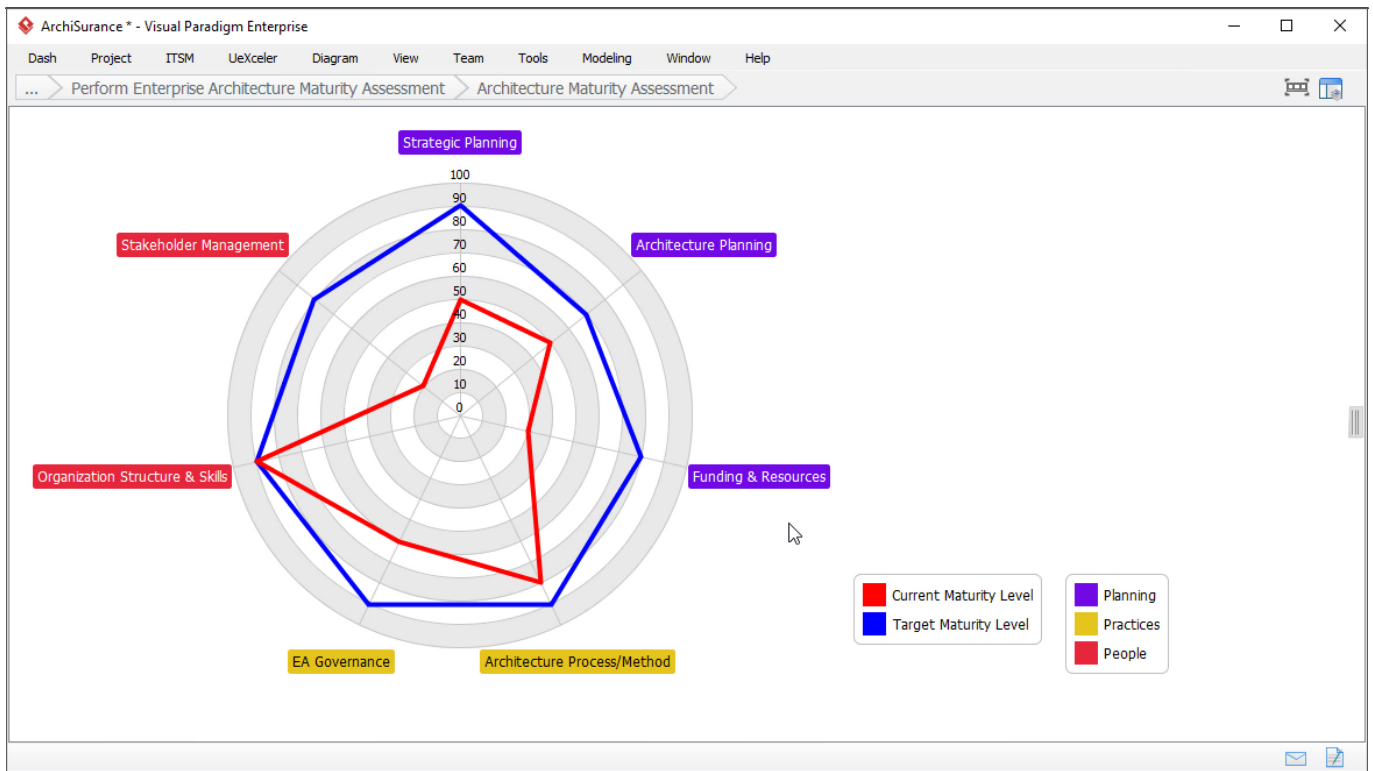 ArchiSurance * - Visual Paradigm Enterprise
Dash Project ITSM UeXceler Diagram View Team Tools Modeling Window Help
... Perform Enterprise Architecture Maturity Assessment Architecture Maturity Assessment
Strategic Planning
100
90
80
70
60
50
40
30
20
10
0
Stakeholder Management
Architecture Planning
Organization Structure & Skills
Funding & Resources
EA Governance
Architecture Process/Method
Current Maturity Level
Target Maturity Level
Planning
Practices
People